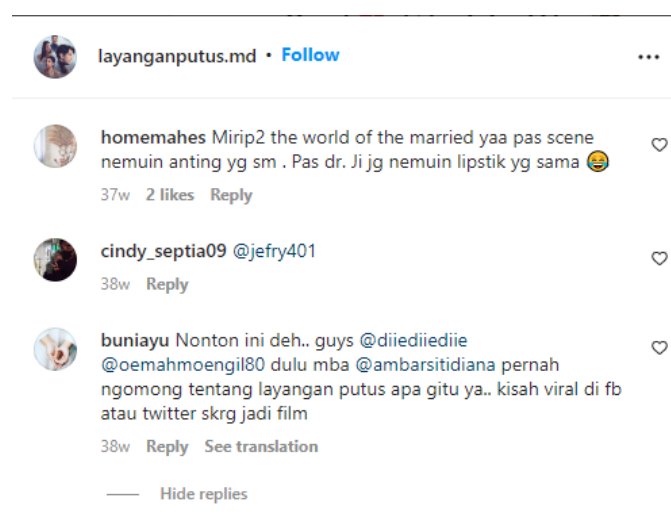 layanganputus.md • Follow
homemahes Mirip2 the world of the married yaa pas scene
nemuin anting yg sm . Pas dr. Ji jg nemuin lipstik yg sama 😂
37w 2 likes Reply
cindy_septia09 @jefry401
38w Reply
buniayu Nonton ini deh.. guys @diiediiediie
@oemahmoengil80 dulu mba @ambarsitidiana pernah
ngomong tentang layangan putus apa gitu ya.. kisah viral di fb
atau twitter skrg jadi film
38w Reply See translation
Hide replies